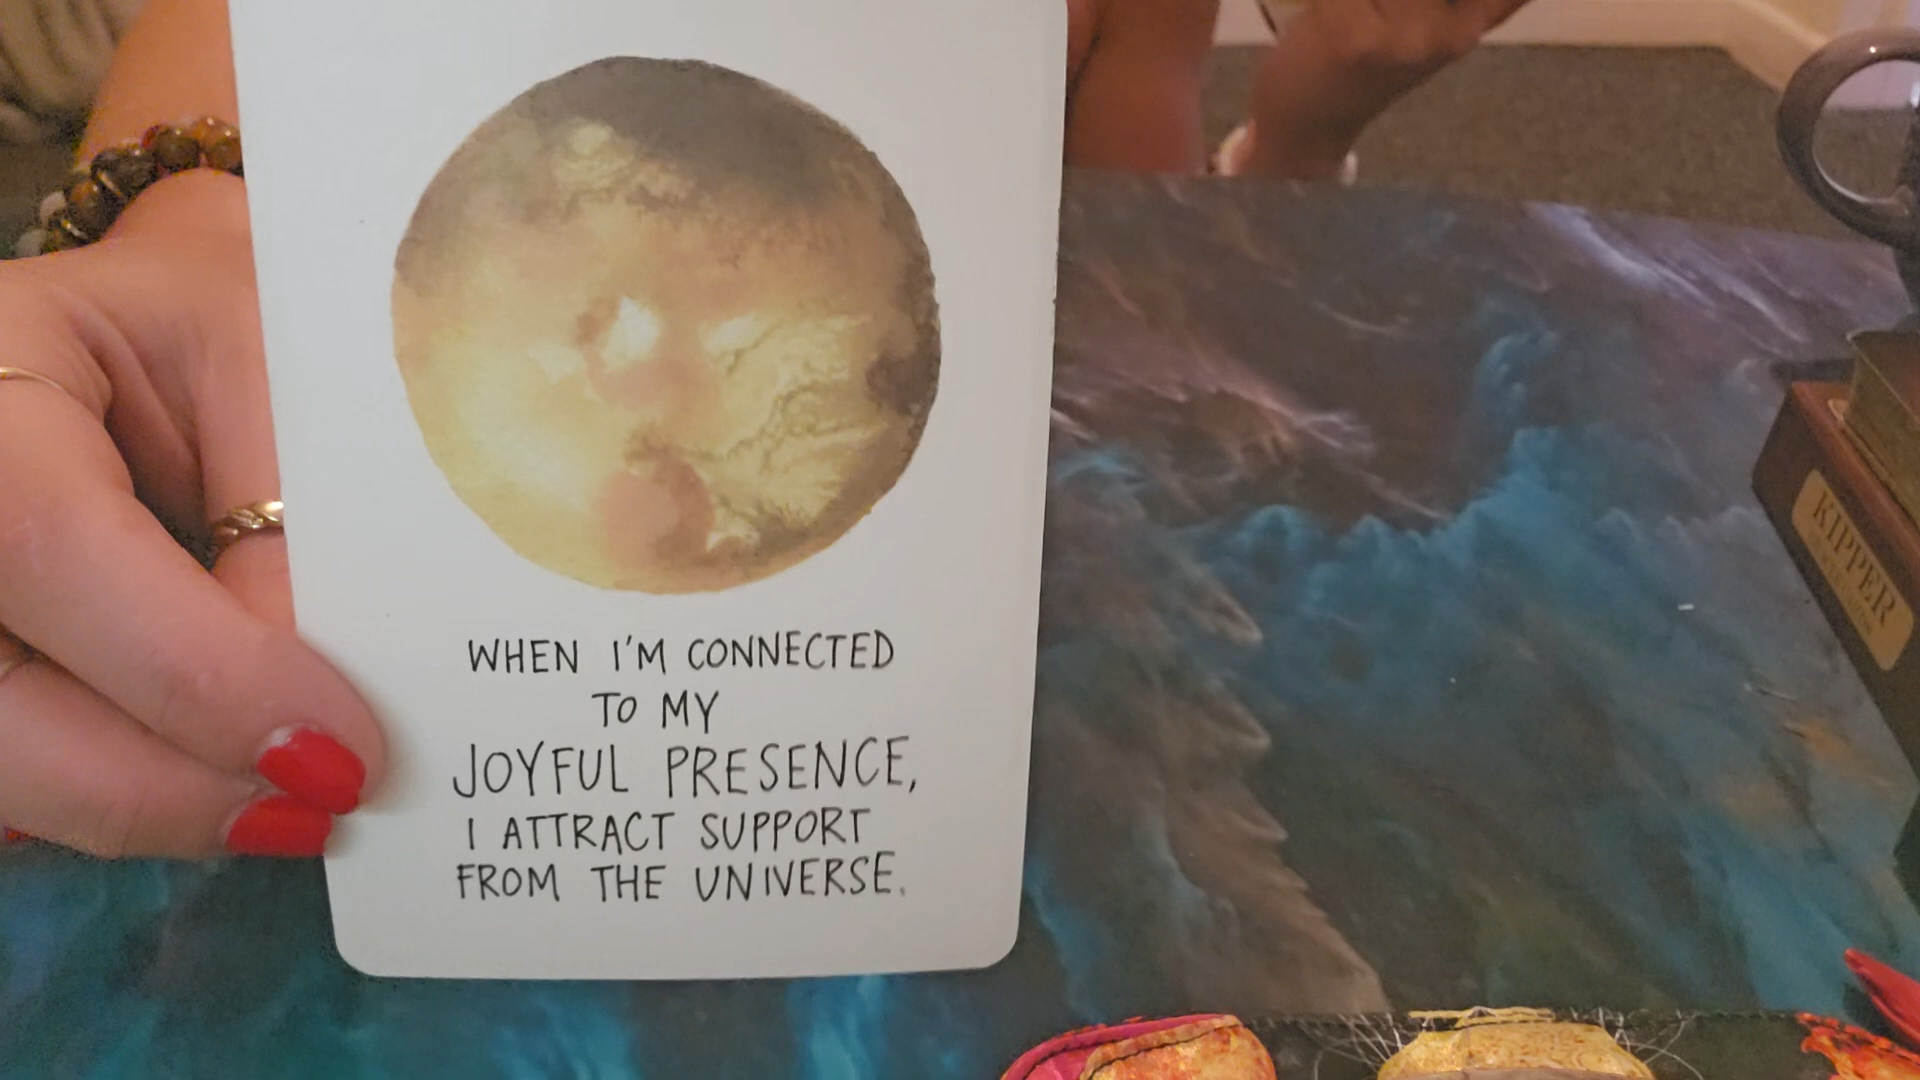 WHEN I'M CONNECTED
TO MY
JOYFUL PRESENCE,
I ATTRACT SUPPORT
FROM THE UNIVERSE.
KIPPER